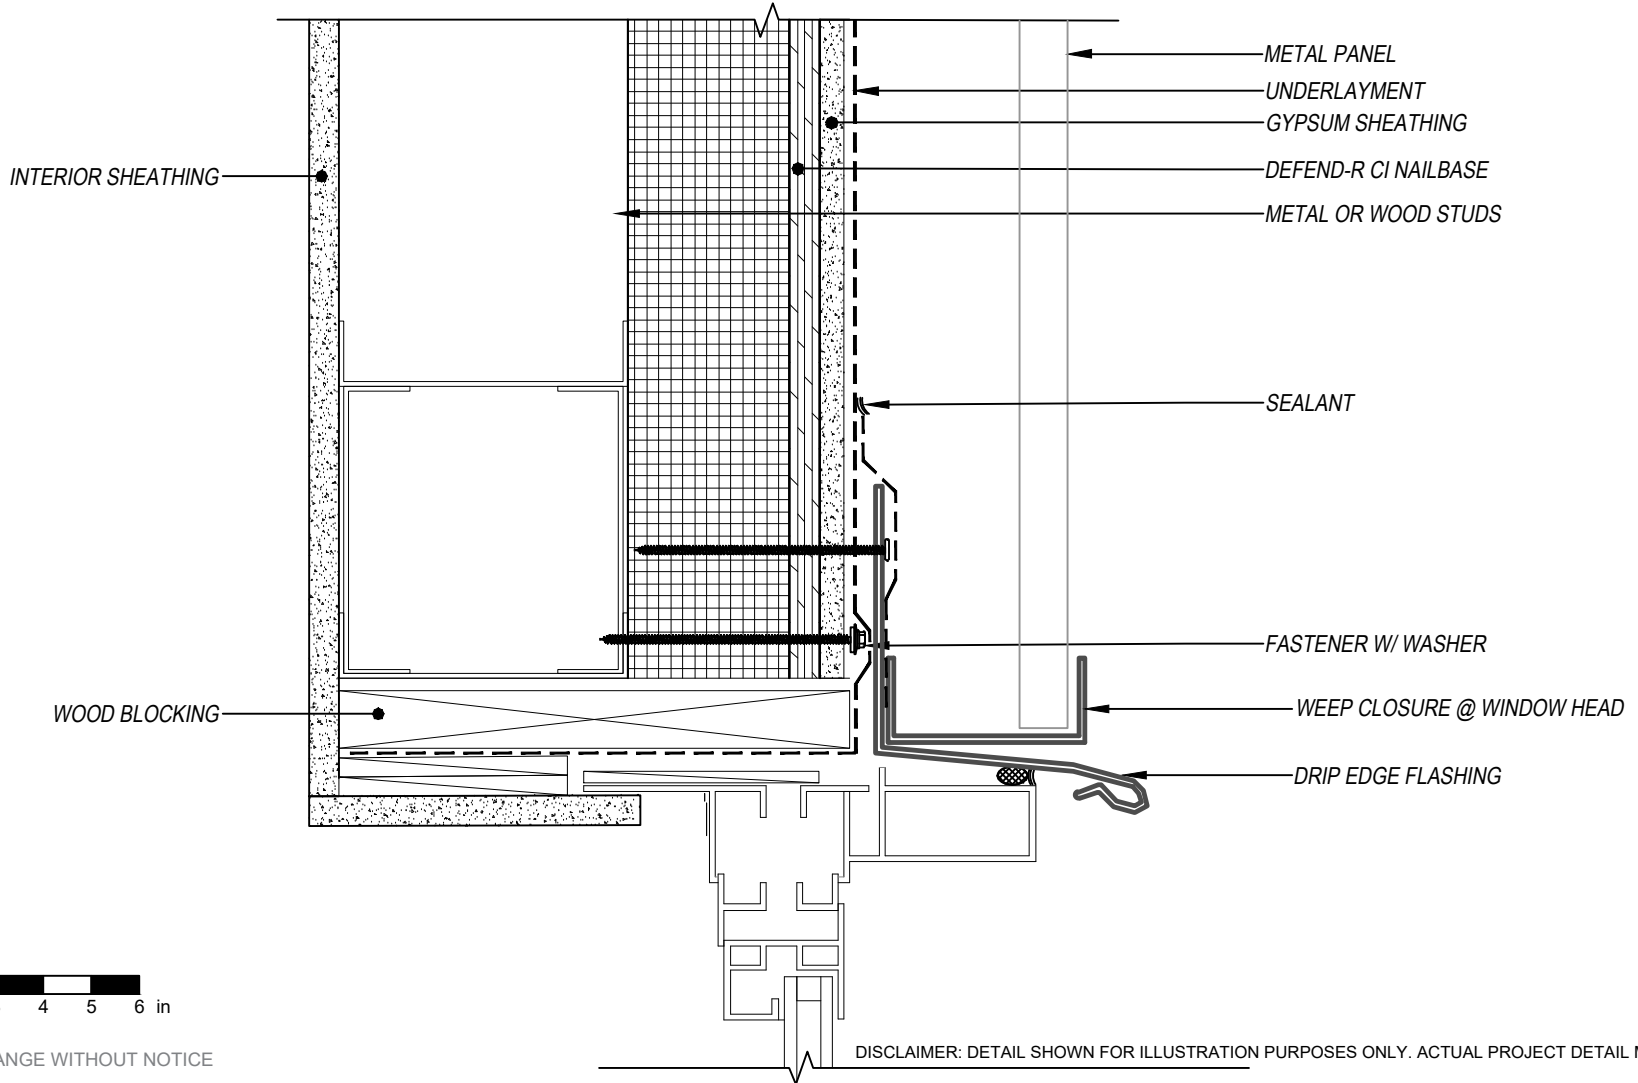 METAL PANEL
UNDERLAYMENT
GYPSUM SHEATHING
INTERIOR SHEATHING
DEFEND-R CI NAILBASE
METAL OR WOOD STUDS
SEALANT
FASTENER W/ WASHER
WOOD BLOCKING
WEEP CLOSURE @ WINDOW HEAD
DRIP EDGE FLASHING
4 5 6 in
ANGE WITHOUT NOTICE
DISCLAIMER: DETAIL SHOWN FOR ILLUSTRATION PURPOSES ONLY. ACTUAL PROJECT DETAIL